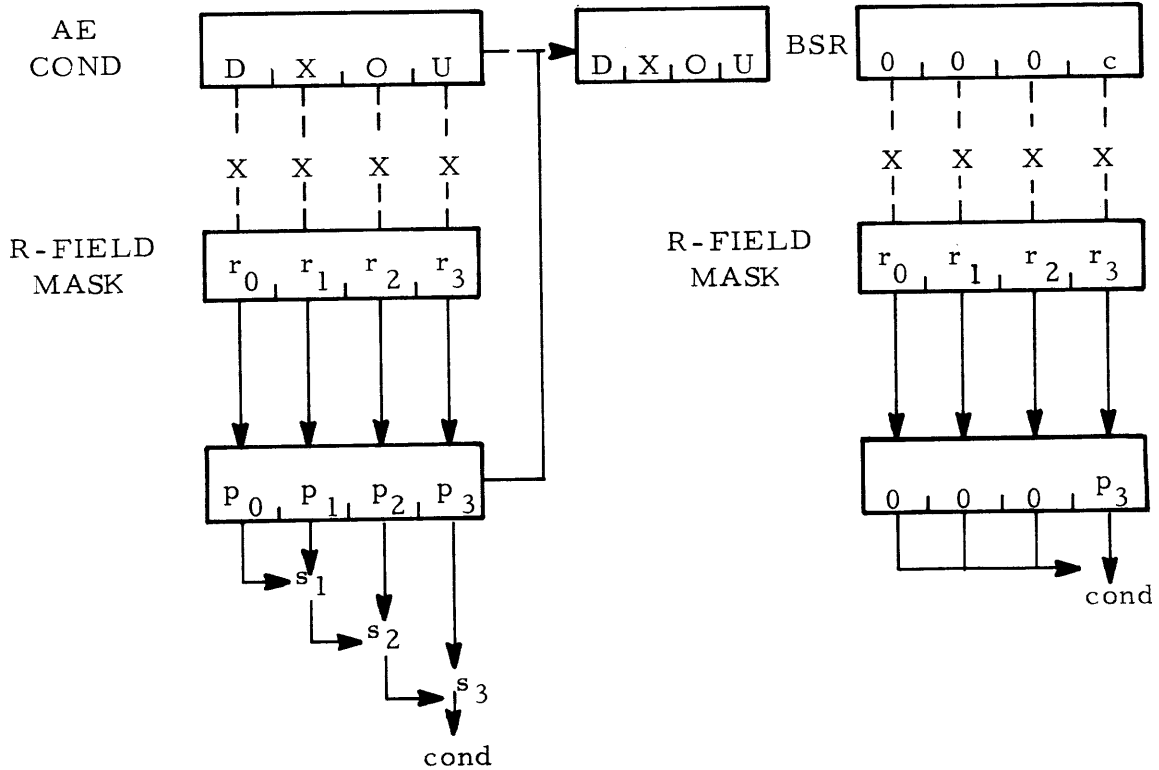 AE
COND
D X O U
D X O U
BSR
0 0 0 c
X X X X
X X X X
R-FIELD
MASK
r0 r1 r2 r3
R-FIELD
MASK
r0 r1 r2 r3
p0 p1 p2 p3
0 0 0 p3
s1
cond
s2
s3
cond